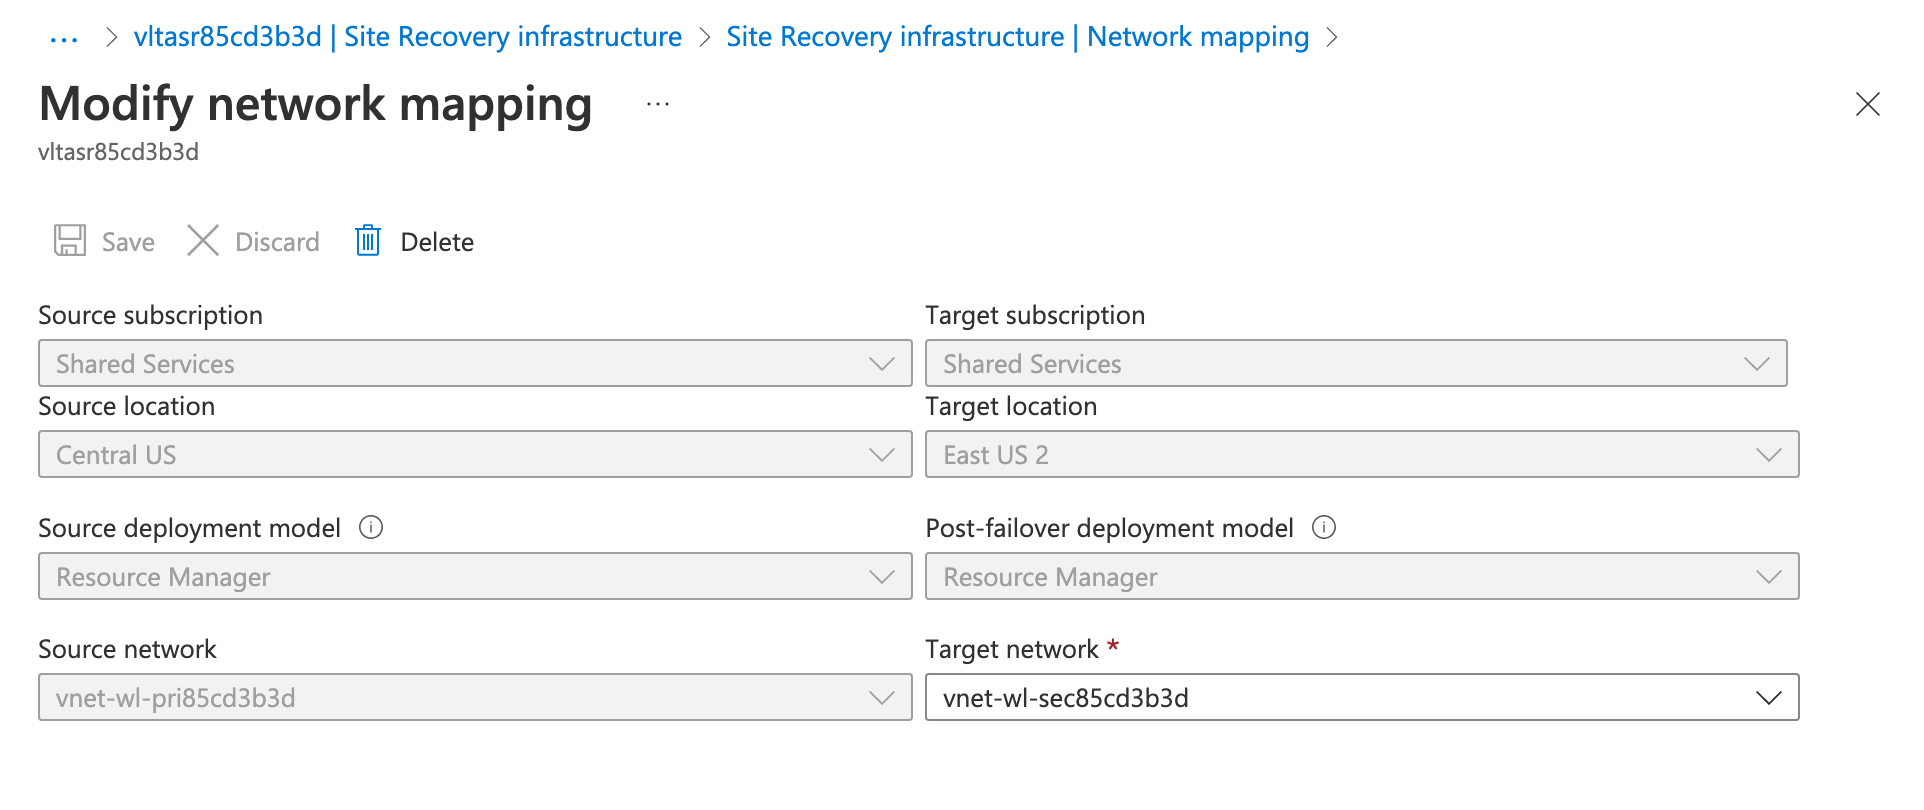 ... > vltasr85cd3b3d | Site Recovery infrastructure > Site Recovery infrastructure | Network mapping >
Modify network mapping ...
vltasr85cd3b3d
Save Discard Delete
Source subscription Target subscription
Shared Services Shared Services
Source location Target location
Central US East US 2
Source deployment model Post-failover deployment model
Resource Manager Resource Manager
Source network Target network *
vnet-wl-pri85cd3b3d vnet-wl-sec85cd3b3d